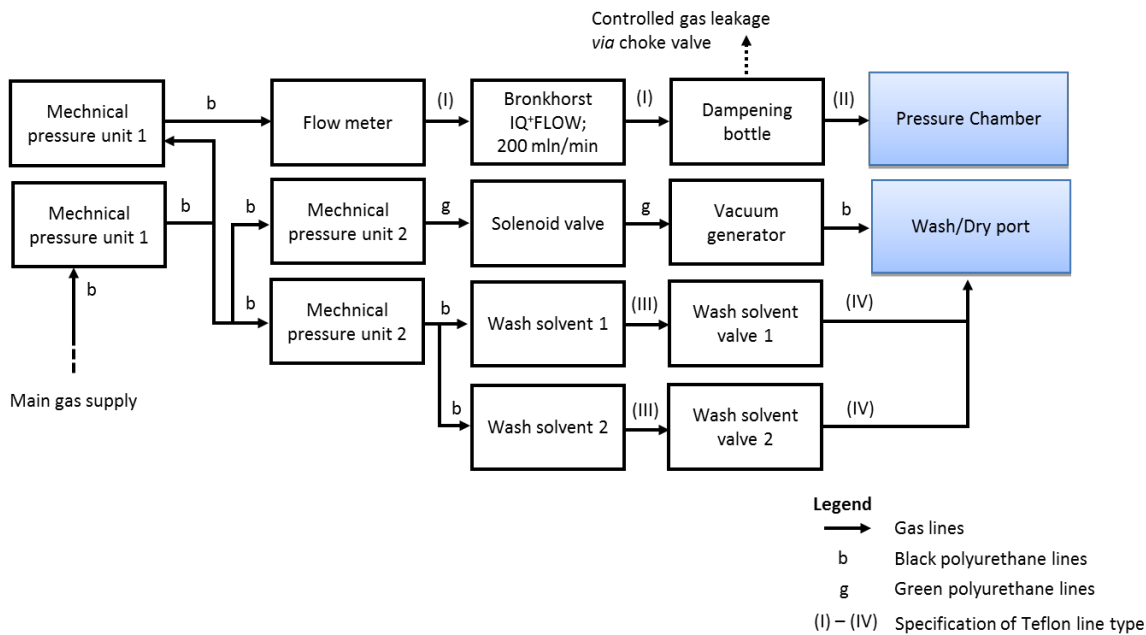 Controlled gas leakage
via choke valve
Mechnical
pressure unit 1
b
Flow meter
(I)
Bronkhorst
IQ⁺FLOW;
200 mln/min
(I)
Dampening
bottle
(II)
Pressure Chamber
Mechnical
pressure unit 1
b
b
Mechnical
pressure unit 2
g
Solenoid valve
g
Vacuum
generator
b
Wash/Dry port
b
b
Mechnical
pressure unit 2
b
Wash solvent 1
(III)
Wash solvent
valve 1
(IV)
Main gas supply
b
Wash solvent 2
(III)
Wash solvent
valve 2
(IV)
Legend
Gas lines
b Black polyurethane lines
g Green polyurethane lines
(I) – (IV) Specification of Teflon line type